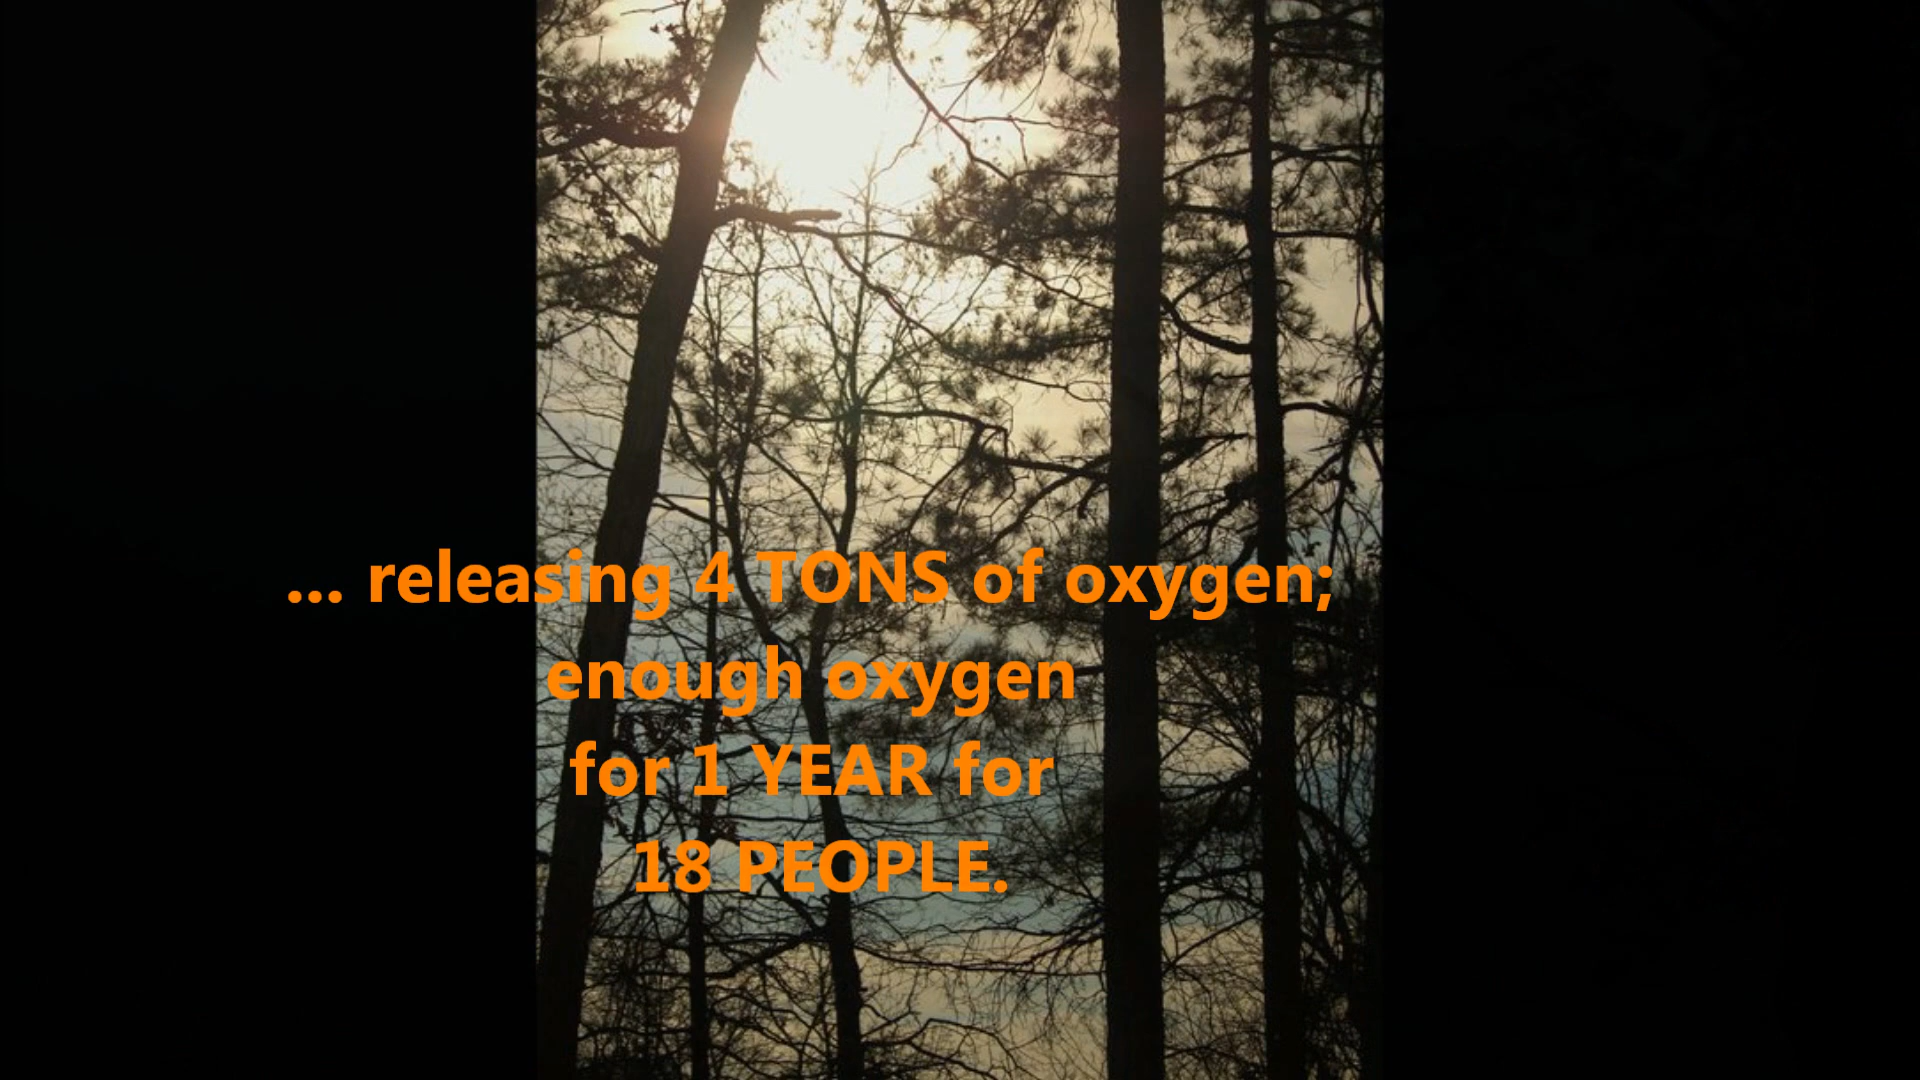 ... releasing 4 TONS of oxygen;
enough oxygen
for 1 YEAR for
18 PEOPLE.